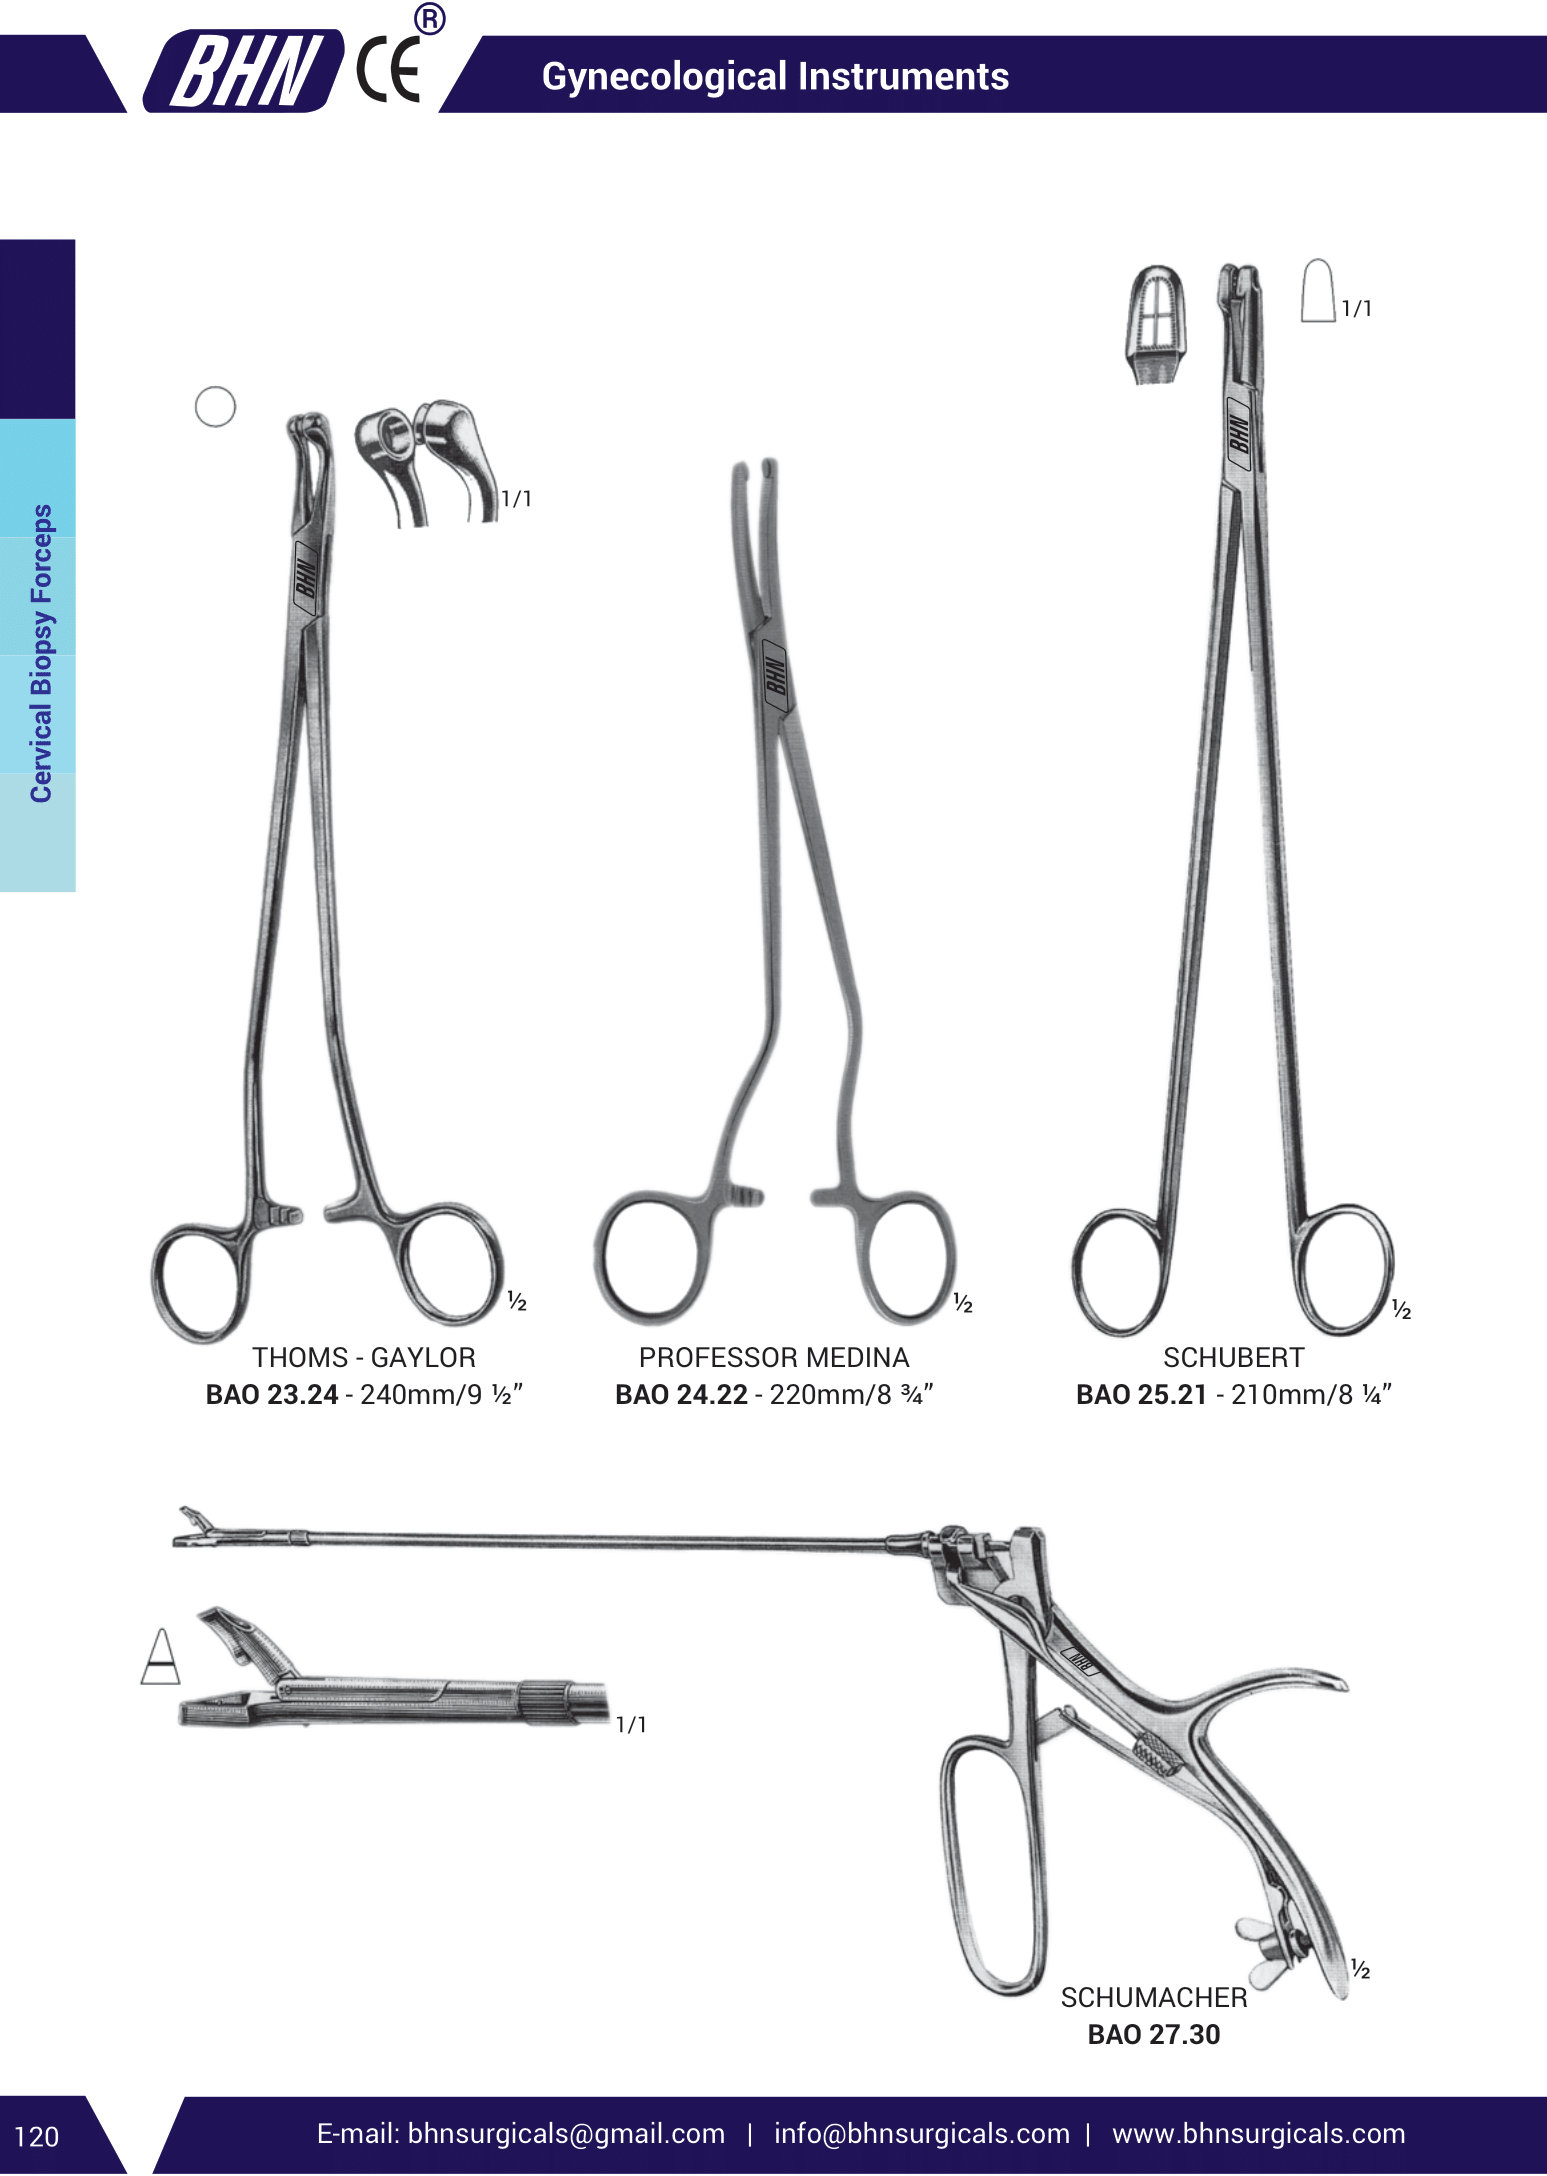 BHN CE ®
Gynecological Instruments
Cervical Biopsy Forceps
1/1
1/1
BHN
BHN
BHN
½
½
½
THOMS - GAYLOR
BAO 23.24 - 240mm/9 ½”
PROFESSOR MEDINA
BAO 24.22 - 220mm/8 ¾”
SCHUBERT
BAO 25.21 - 210mm/8 ¼”
BHN
1/1
½
SCHUMACHER
BAO 27.30
120
E-mail: bhnsurgicals@gmail.com | info@bhnsurgicals.com | www.bhnsurgicals.com